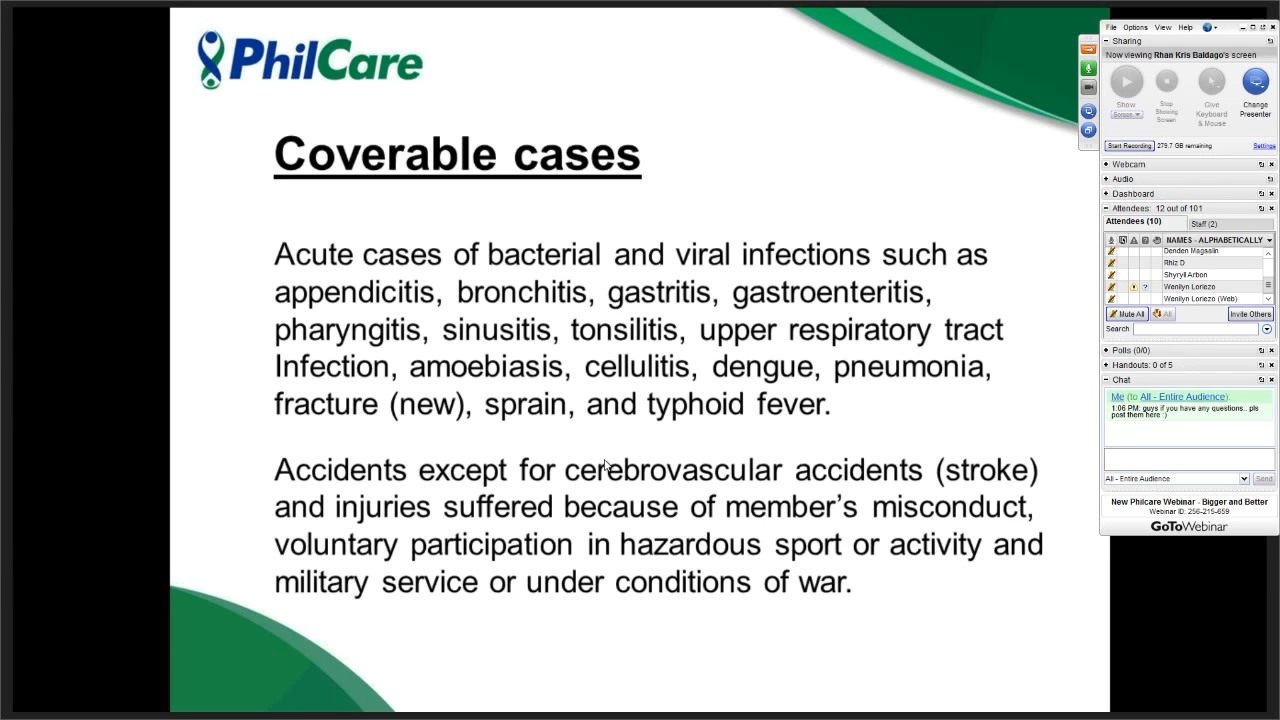 PhilCare
Coverable cases
Acute cases of bacterial and viral infections such as
appendicitis, bronchitis, gastritis, gastroenteritis,
pharyngitis, sinusitis, tonsilitis, upper respiratory tract
Infection, amoebiasis, cellulitis, dengue, pneumonia,
fracture (new), sprain, and typhoid fever.
Accidents except for cerebrovascular accidents (stroke)
and injuries suffered because of member’s misconduct,
voluntary participation in hazardous sport or activity and
military service or under conditions of war.
File Options View Help
Sharing
Now viewing Rhan Kris Baldago's screen
Show
Screen
Stop
Showing
Screen
Give
Keyboard
& Mouse
Change
Presenter
Start Recording 279.7 GB remaining Settings
Webcam
Audio
Dashboard
Attendees: 12 out of 101
Attendees (10) Staff (2)
NAMES - ALPHABETICALLY
Denden Magsalin
Rhiz D
Shyryll Arbon
Wenilyn Loriezo
Wenilyn Loriezo (Web)
Mute All All Invite Others
Search
Polls (0/0)
Handouts: 0 of 5
Chat
Me (to All - Entire Audience):
1:06 PM: guys if you have any questions.. pls
post them here :)
All - Entire Audience Send
New Philcare Webinar - Bigger and Better
Webinar ID: 256-215-659
GoToWebinar